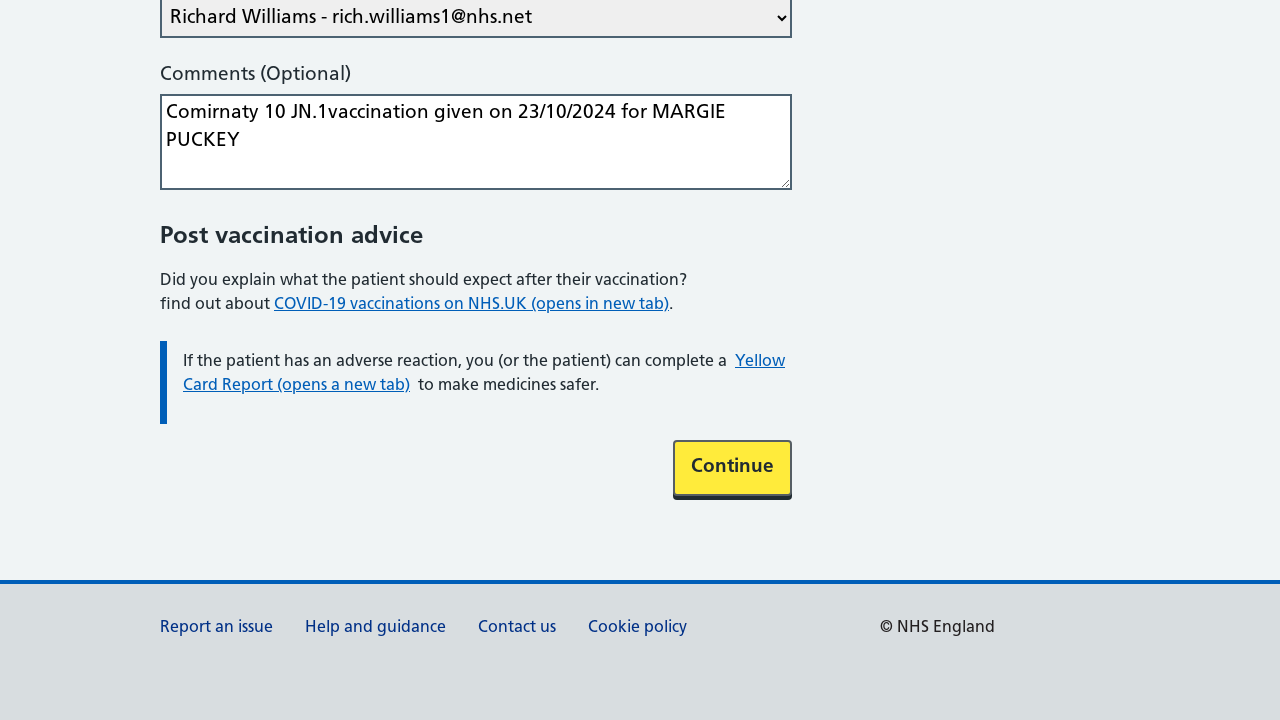 Richard Williams - rich.williams1@nhs.net
Comments (Optional)
Comirnaty 10 JN.1vaccination given on 23/10/2024 for MARGIE
PUCKEY
Post vaccination advice
Did you explain what the patient should expect after their vaccination?
find out about COVID-19 vaccinations on NHS.UK (opens in new tab).
If the patient has an adverse reaction, you (or the patient) can complete a Yellow
Card Report (opens a new tab) to make medicines safer.
Continue
Report an issue Help and guidance Contact us Cookie policy © NHS England